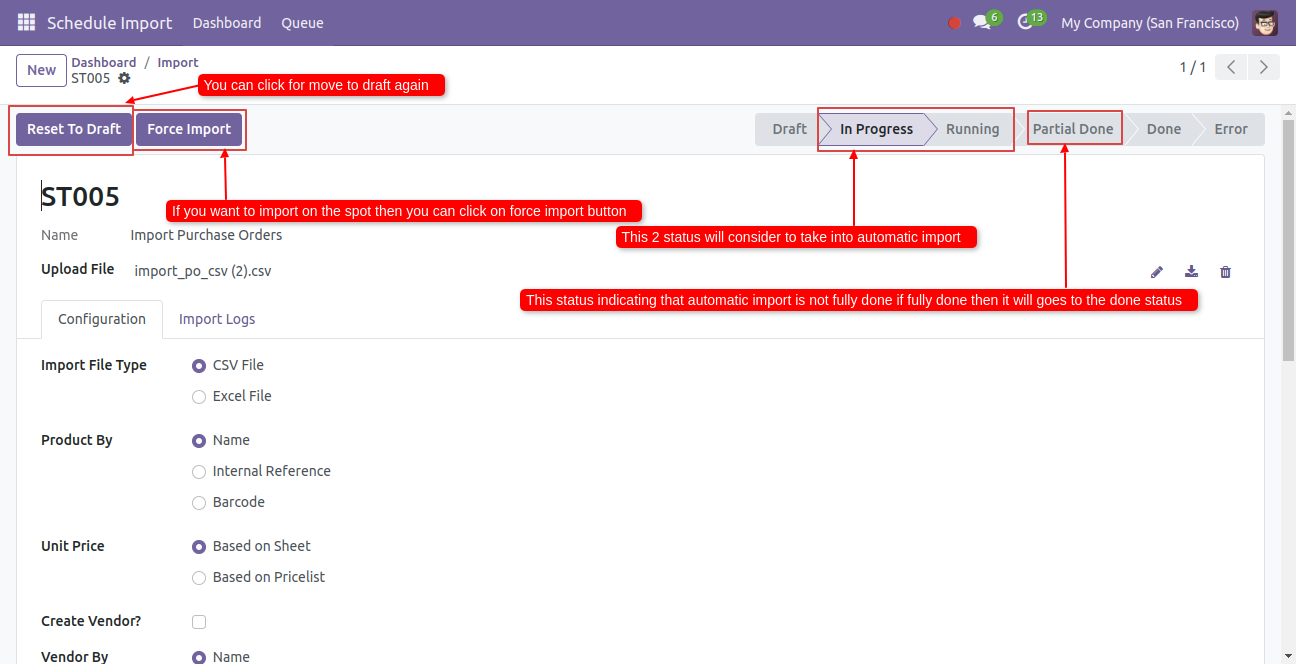 Schedule Import Dashboard Queue 6 13 My Company (San Francisco)
New Dashboard / Import
ST005 1 / 1
You can click for move to draft again
Reset To Draft Force Import Draft In Progress Running Partial Done Done Error
ST005
If you want to import on the spot then you can click on force import button
Name Import Purchase Orders
This 2 status will consider to take into automatic import
Upload File import_po_csv (2).csv
This status indicating that automatic import is not fully done if fully done then it will goes to the done status
Configuration Import Logs
Import File Type CSV File
Excel File
Product By Name
Internal Reference
Barcode
Unit Price Based on Sheet
Based on Pricelist
Create Vendor?
Vendor By Name